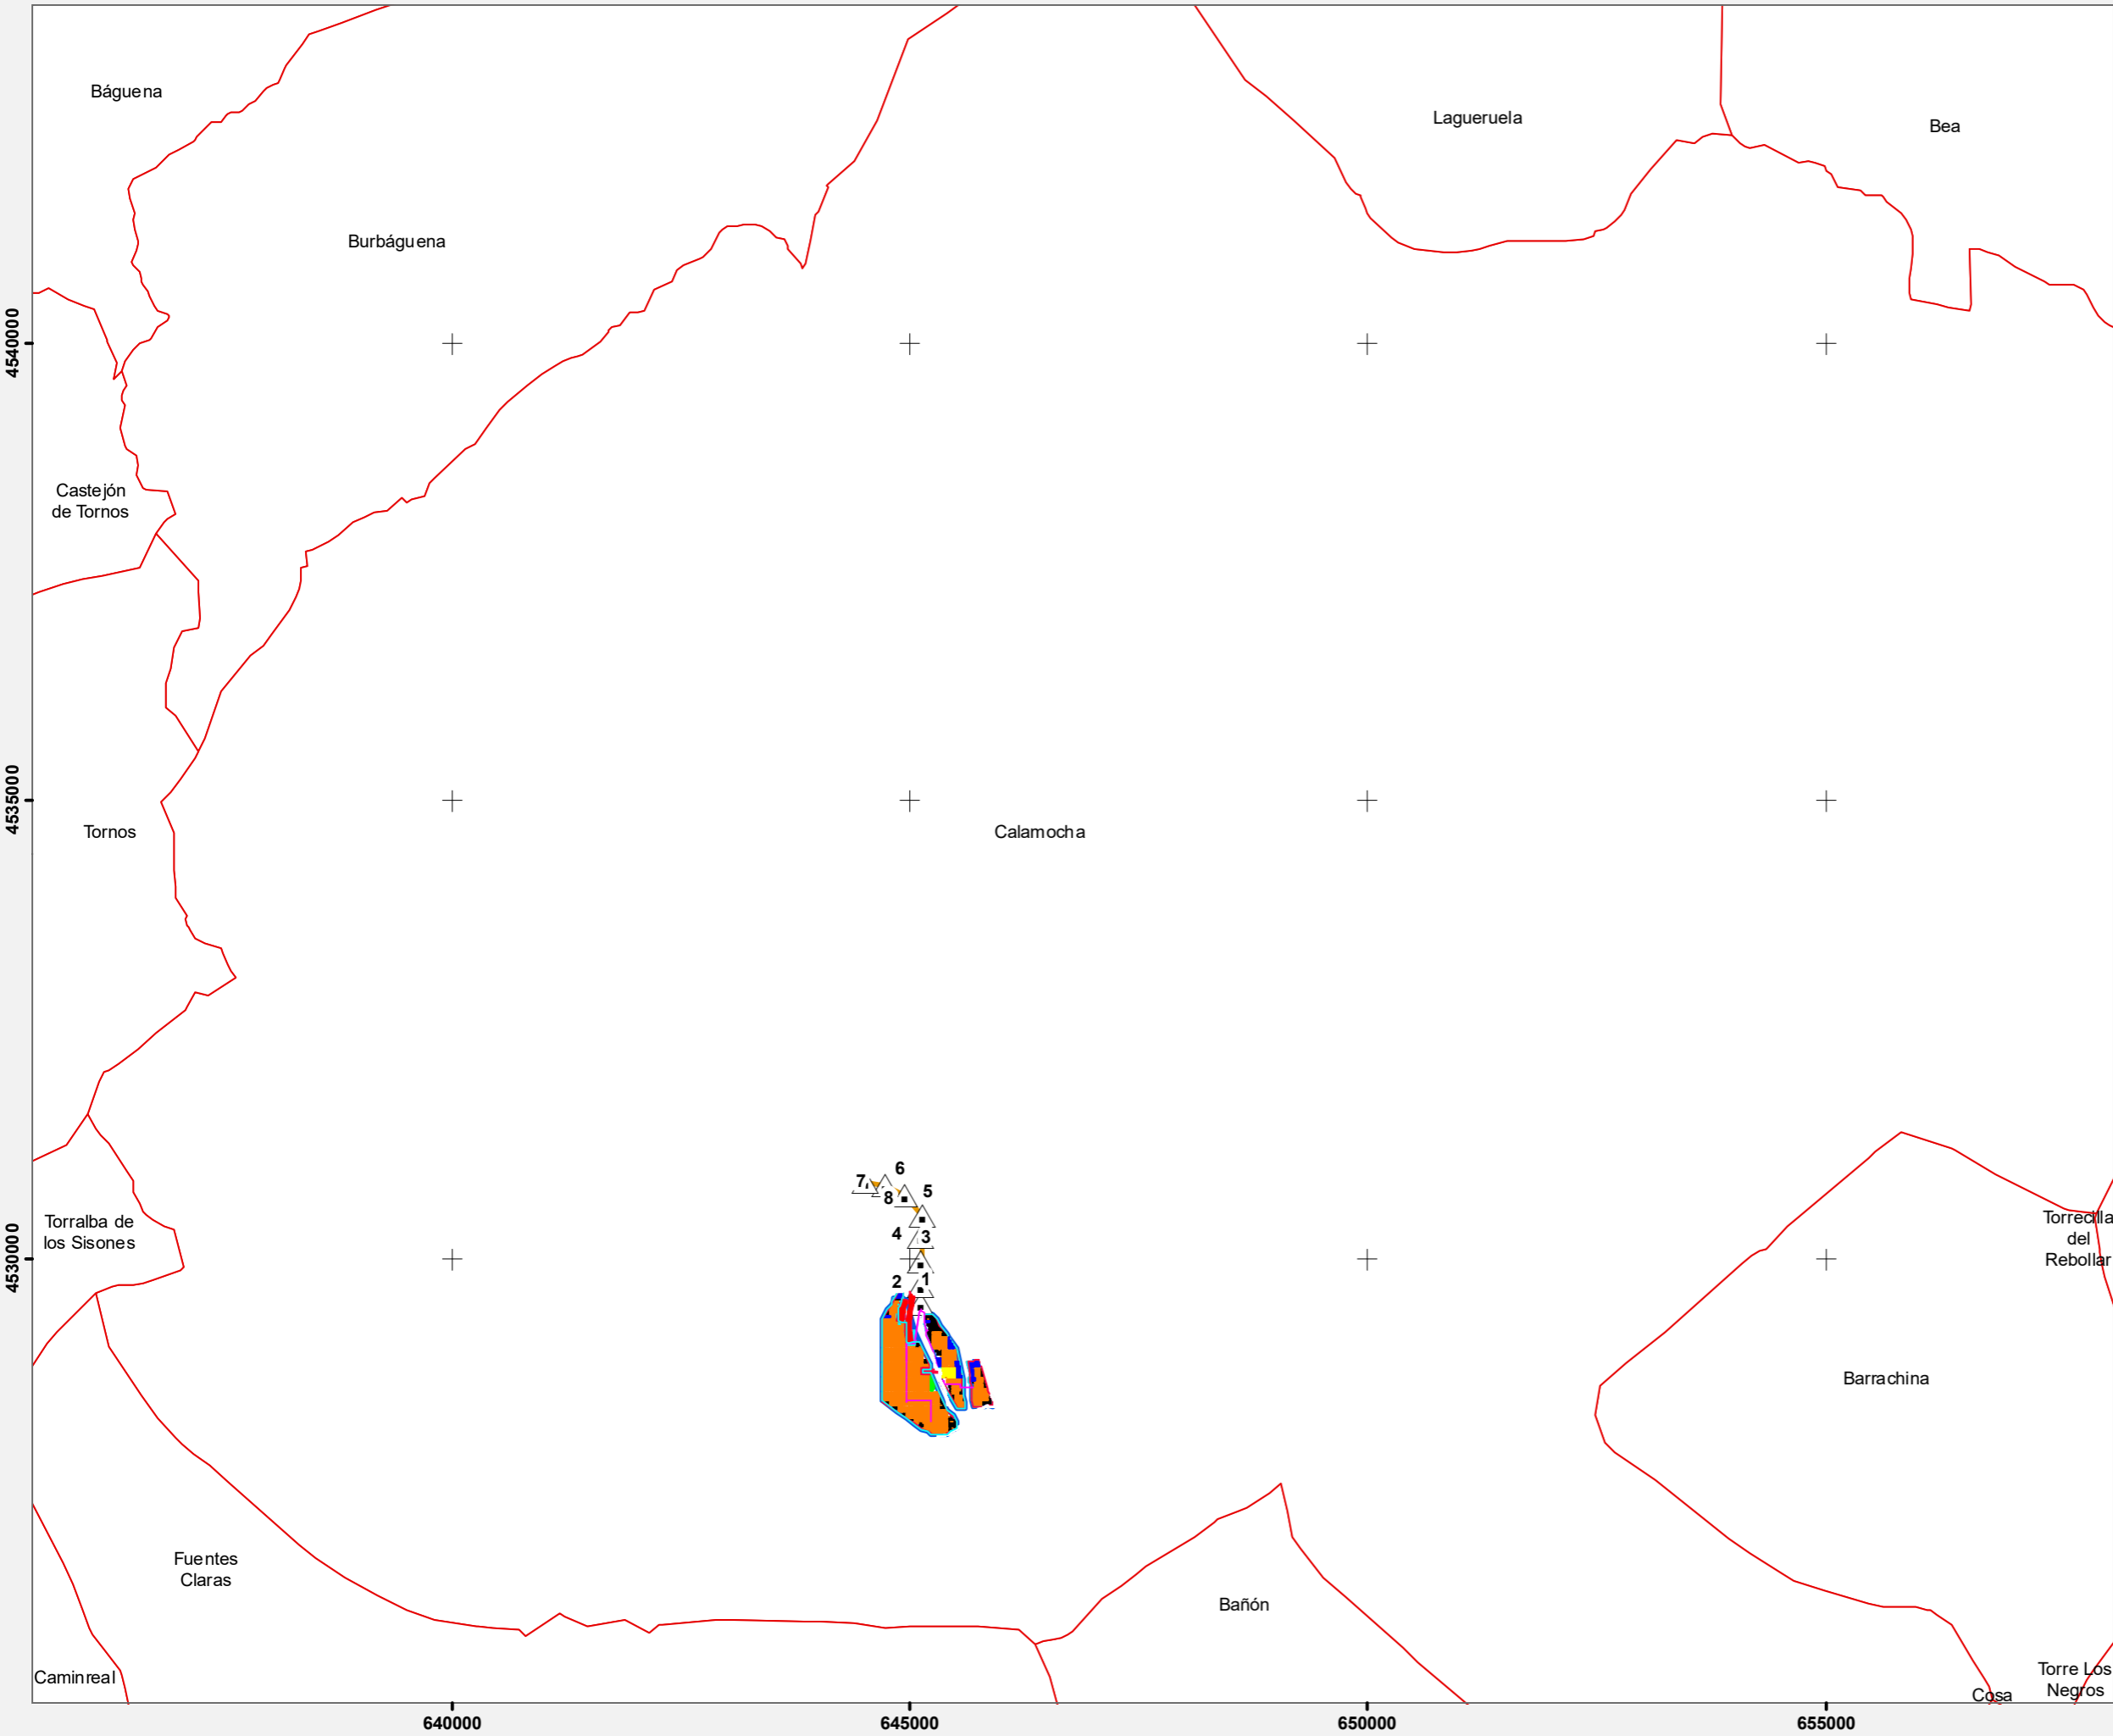 Báguena
Lagueruela
Bea
Burbáguena
4540000
Castejón
de Tornos
4535000
Tornos
Calamocha
6
7
8
5
4
3
Torralba de
los Sisones
Torrecilla
del
Rebollar
4530000
2
1
Barrachina
Fuentes
Claras
Bañón
Caminreal
Torre Los
Negros
Cosa
640000
645000
650000
655000